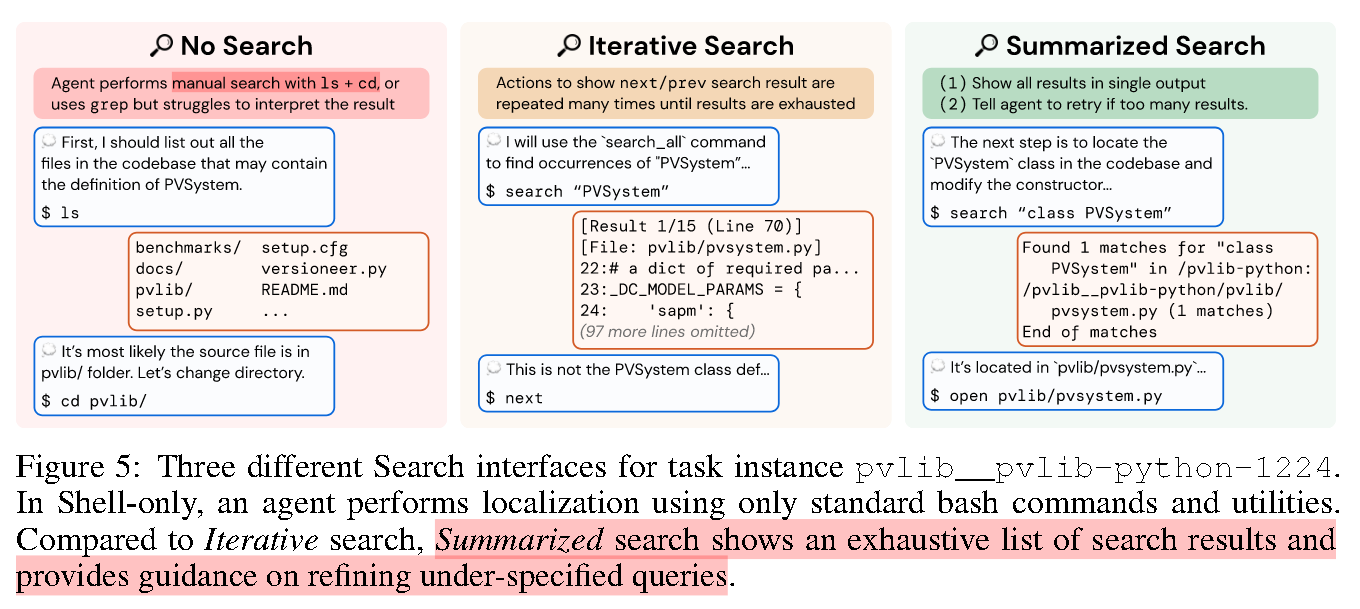 No Search
Agent performs manual search with ls + cd, or
uses grep but struggles to interpret the result
First, I should list out all the
files in the codebase that may contain
the definition of PVSystem.
$ ls
benchmarks/ setup.cfg
docs/ versioneer.py
pvlib/ README.md
setup.py ...
It's most likely the source file is in
pvlib/ folder. Let's change directory.
$ cd pvlib/
Iterative Search
Actions to show next/prev search result are
repeated many times until results are exhausted
I will use the `search_all` command
to find occurrences of "PVSystem"...
$ search "PVSystem"
[Result 1/15 (Line 70)]
[File: pvlib/pvsystem.py]
22:# a dict of required pa...
23:_DC_MODEL_PARAMS = {
24: 'sapm': {
(97 more lines omitted)
This is not the PVSystem class def...
$ next
Summarized Search
(1) Show all results in single output
(2) Tell agent to retry if too many results.
The next step is to locate the
`PVSystem` class in the codebase and
modify the constructor...
$ search "class PVSystem"
Found 1 matches for "class
PVSystem" in /pvlib-python:
/pvlib__pvlib-python/pvlib/
pvsystem.py (1 matches)
End of matches
It's located in `pvlib/pvsystem.py`...
$ open pvlib/pvsystem.py
Figure 5: Three different Search interfaces for task instance pvlib__pvlib-python-1224.
In Shell-only, an agent performs localization using only standard bash commands and utilities.
Compared to Iterative search, Summarized search shows an exhaustive list of search results and
provides guidance on refining under-specified queries.